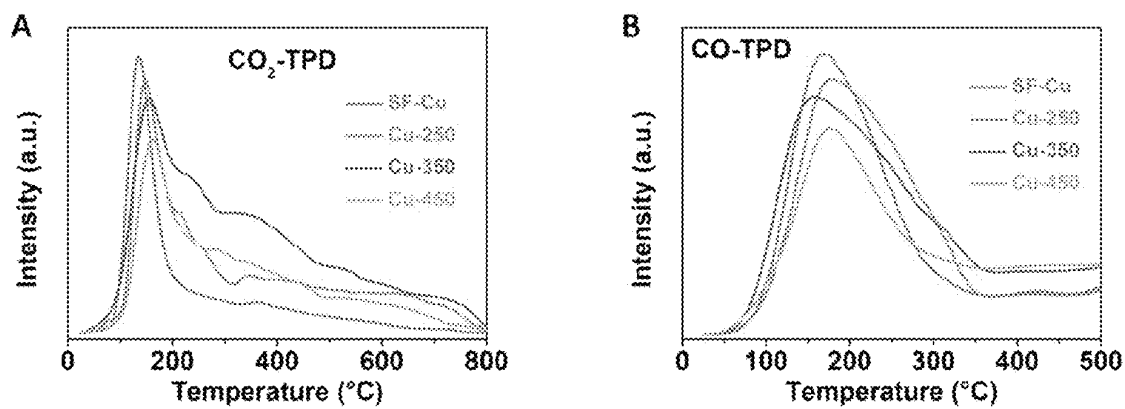 A
CO2-TPD
SF-Cu
Cu-250
Cu-350
Cu-450
Intensity (a.u.)
0 200 400 600 800
Temperature (°C)
B
CO-TPD
SF-Cu
Cu-250
Cu-350
Cu-450
Intensity (a.u.)
0 100 200 300 400 500
Temperature (°C)